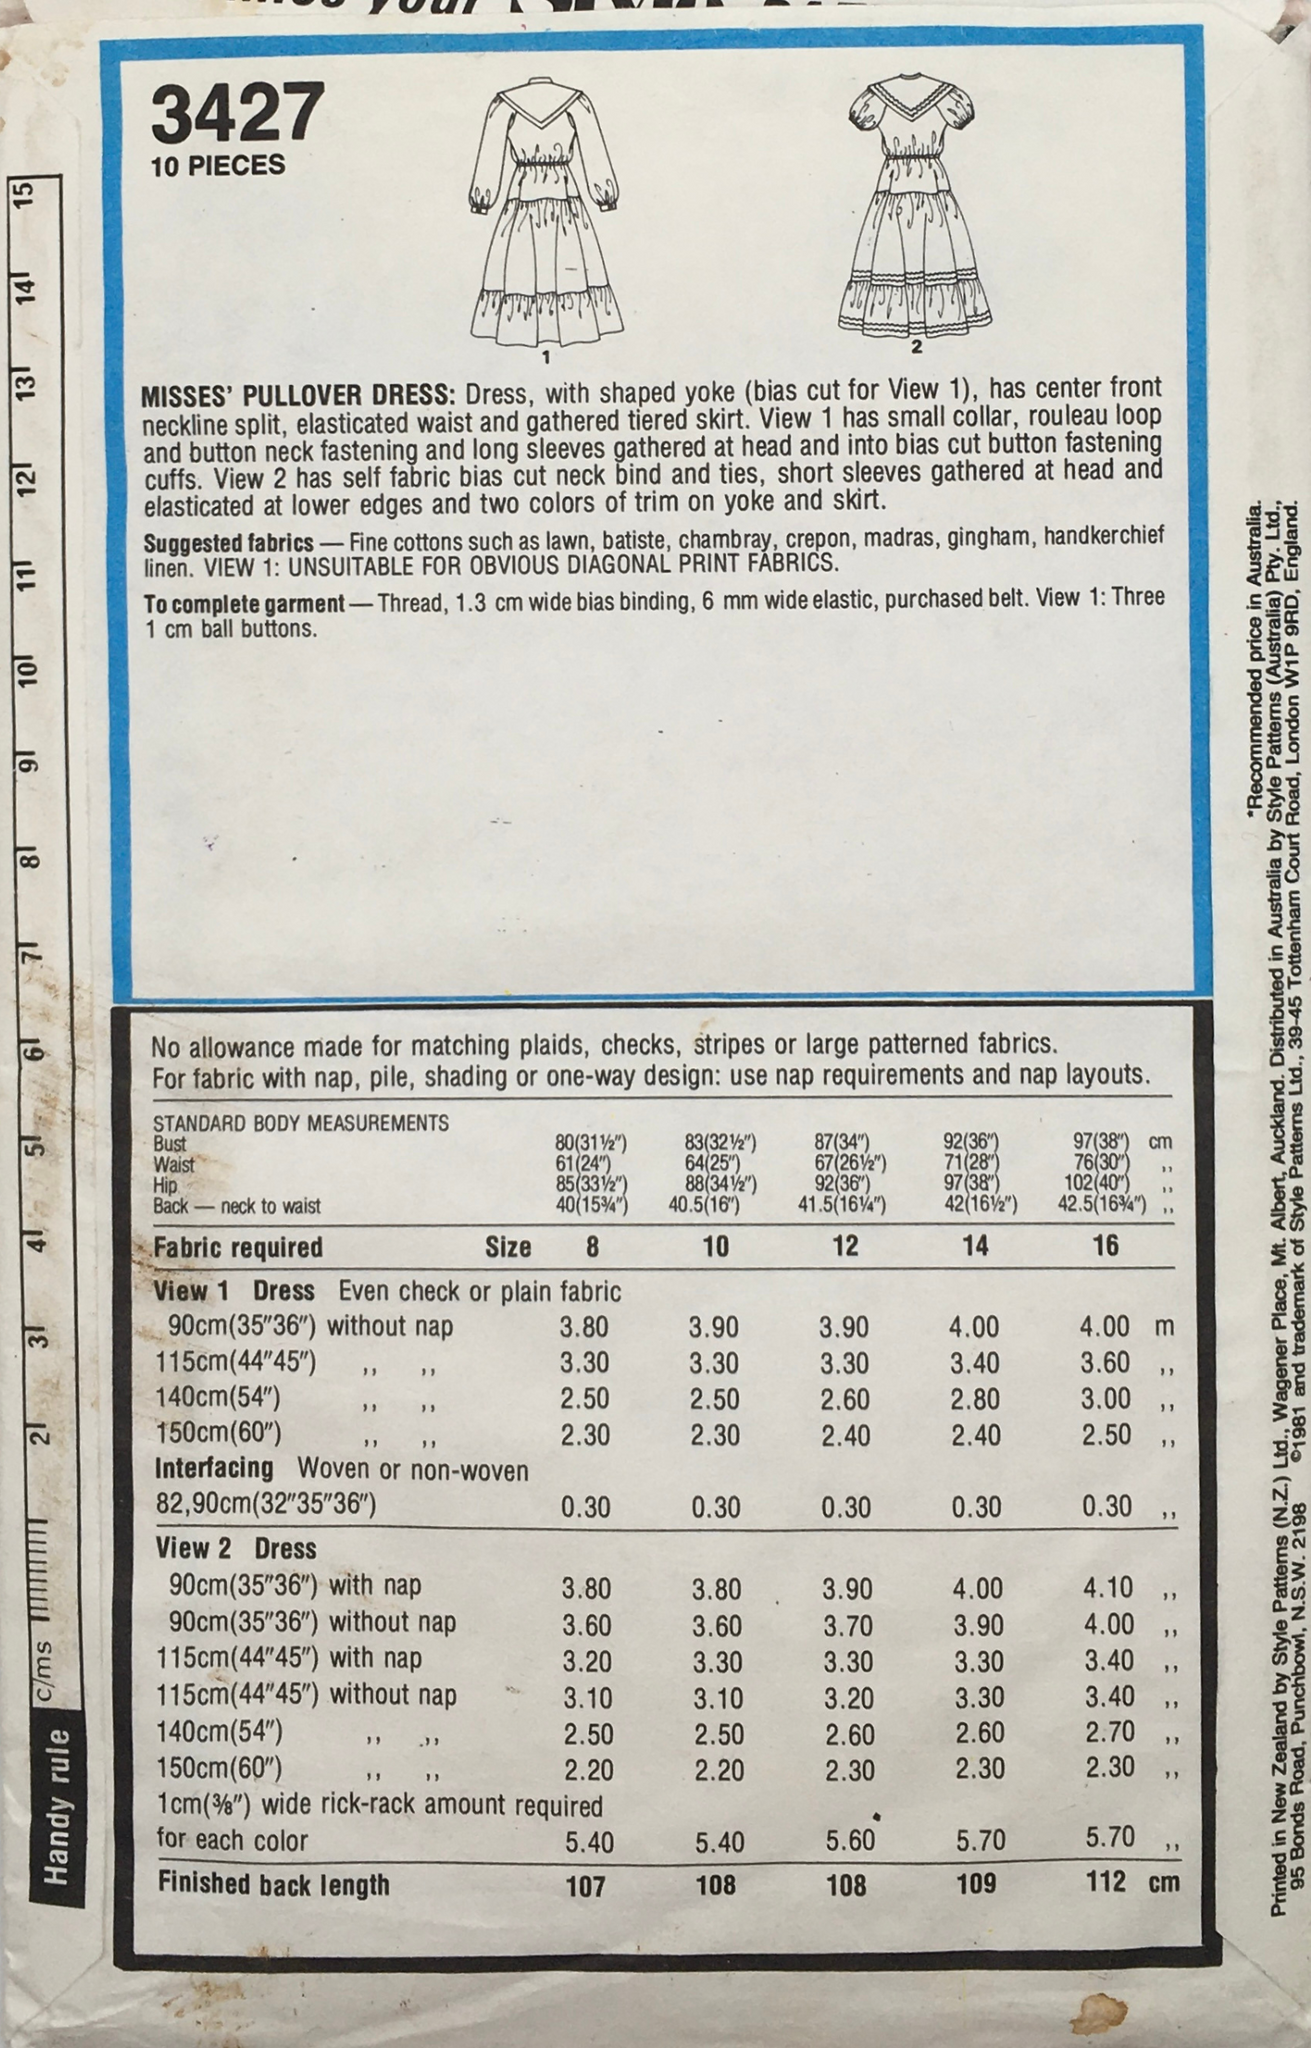 your Style
3427
10 PIECES
1
2
MISSES' PULLOVER DRESS: Dress, with shaped yoke (bias cut for View 1), has center front
neckline split, elasticated waist and gathered tiered skirt. View 1 has small collar, rouleau loop
and button neck fastening and long sleeves gathered at head and into bias cut button fastening
cuffs. View 2 has self fabric bias cut neck bind and ties, short sleeves gathered at head and
elasticated at lower edges and two colors of trim on yoke and skirt.
Suggested fabrics — Fine cottons such as lawn, batiste, chambray, crepon, madras, gingham, handkerchief
linen. VIEW 1: UNSUITABLE FOR OBVIOUS DIAGONAL PRINT FABRICS.
To complete garment — Thread, 1.3 cm wide bias binding, 6 mm wide elastic, purchased belt. View 1: Three
1 cm ball buttons.
No allowance made for matching plaids, checks, stripes or large patterned fabrics.
For fabric with nap, pile, shading or one-way design: use nap requirements and nap layouts.
STANDARD BODY MEASUREMENTS
Bust 80(31½") 83(32½") 87(34") 92(36") 97(38") cm
Waist 61(24") 64(25") 67(26½") 71(28") 76(30") ,,
Hip 85(33½") 88(34½") 92(36") 97(38") 102(40") ,,
Back — neck to waist 40(15¾") 40.5(16") 41.5(16¼") 42(16½") 42.5(16¾") ,,
Fabric required Size 8 10 12 14 16
View 1 Dress Even check or plain fabric
90cm(35"36") without nap 3.80 3.90 3.90 4.00 4.00 m
115cm(44"45") ,, ,, 3.30 3.30 3.30 3.40 3.60 ,,
140cm(54") ,, ,, 2.50 2.50 2.60 2.80 3.00 ,,
150cm(60") ,, ,, 2.30 2.30 2.40 2.40 2.50 ,,
Interfacing Woven or non-woven
82,90cm(32"35"36") 0.30 0.30 0.30 0.30 0.30 ,,
View 2 Dress
90cm(35"36") with nap 3.80 3.80 3.90 4.00 4.10 ,,
90cm(35"36") without nap 3.60 3.60 3.70 3.90 4.00 ,,
115cm(44"45") with nap 3.20 3.30 3.30 3.30 3.40 ,,
115cm(44"45") without nap 3.10 3.10 3.20 3.30 3.40 ,,
140cm(54") ,, ,, 2.50 2.50 2.60 2.60 2.70 ,,
150cm(60") ,, ,, 2.20 2.20 2.30 2.30 2.30 ,,
1cm(⅜") wide rick-rack amount required
for each color 5.40 5.40 5.60 5.70 5.70 ,,
Finished back length 107 108 108 109 112 cm
Handy rule c/ms 2 3 4 5 6 7 8 9 10 11 12 13 14 15
*Recommended price in Australia.
Printed in New Zealand by Style Patterns (N.Z.) Ltd., Wagener Place, Mt. Albert, Auckland. Distributed in Australia by Style Patterns (Australia) Pty. Ltd.,
95 Bonds Road, Punchbowl, N.S.W. 2198 ©1981 and trademark of Style Patterns Ltd., 39-45 Tottenham Court Road, London W1P 9RD, England.